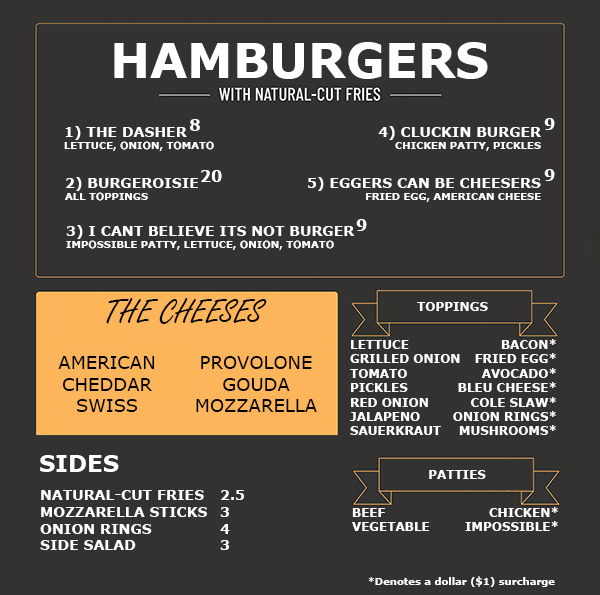 HAMBURGERS
WITH NATURAL-CUT FRIES
1) THE DASHER 8
LETTUCE, ONION, TOMATO
2) BURGEROISIE 20
ALL TOPPINGS
3) I CANT BELIEVE ITS NOT BURGER 9
IMPOSSIBLE PATTY, LETTUCE, ONION, TOMATO
4) CLUCKIN BURGER 9
CHICKEN PATTY, PICKLES
5) EGGERS CAN BE CHEESERS 9
FRIED EGG, AMERICAN CHEESE
THE CHEESES
AMERICAN PROVOLONE
CHEDDAR GOUDA
SWISS MOZZARELLA
TOPPINGS
LETTUCE BACON*
GRILLED ONION FRIED EGG*
TOMATO AVOCADO*
PICKLES BLEU CHEESE*
RED ONION COLE SLAW*
JALAPENO ONION RINGS*
SAUERKRAUT MUSHROOMS*
SIDES
NATURAL-CUT FRIES 2.5
MOZZARELLA STICKS 3
ONION RINGS 4
SIDE SALAD 3
PATTIES
BEEF CHICKEN*
VEGETABLE IMPOSSIBLE*
*Denotes a dollar ($1) surcharge